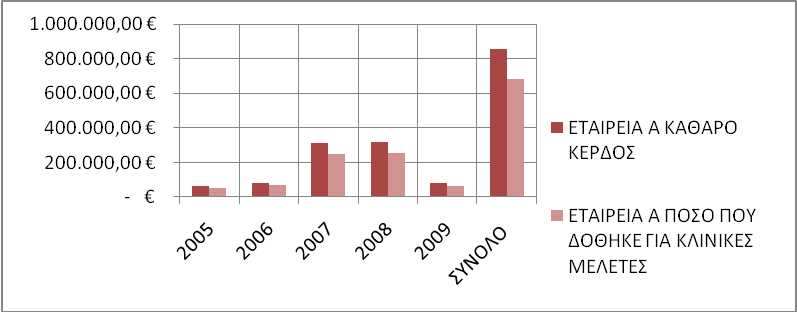 1.000.000,00 €
800.000,00 €
600.000,00 €
400.000,00 €
200.000,00 €
- €
2005
2006
2007
2008
2009
ΣΥΝΟΛΟ
ΕΤΑΙΡΕΙΑ Α ΚΑΘΑΡΟ
ΚΕΡΔΟΣ
ΕΤΑΙΡΕΙΑ Α ΠΟΣΟ ΠΟΥ
ΔΟΘΗΚΕ ΓΙΑ ΚΛΙΝΙΚΕΣ
ΜΕΛΕΤΕΣ